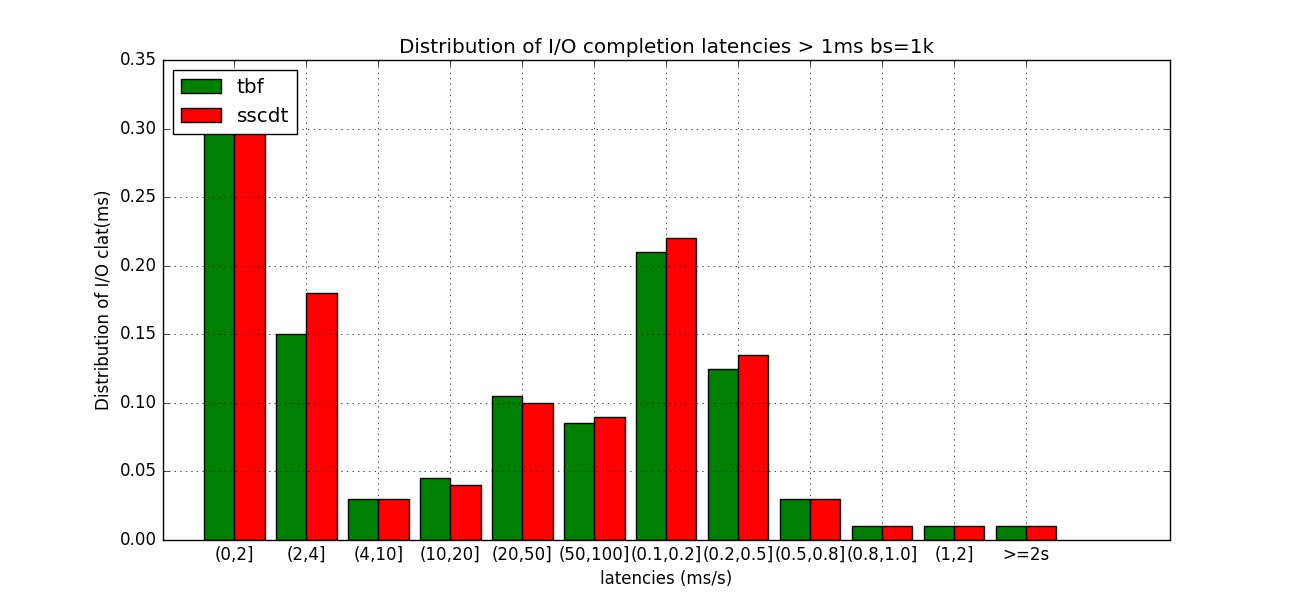 Distribution of I/O completion latencies > 1ms bs=1k
tbf
sscdt
0.35
0.30
0.25
0.20
0.15
0.10
0.05
0.00
Distribution of I/O clat(ms)
(0,2] (2,4] (4,10] (10,20] (20,50] (50,100] (0.1,0.2] (0.2,0.5] (0.5,0.8] (0.8,1.0] (1,2] >=2s
latencies (ms/s)